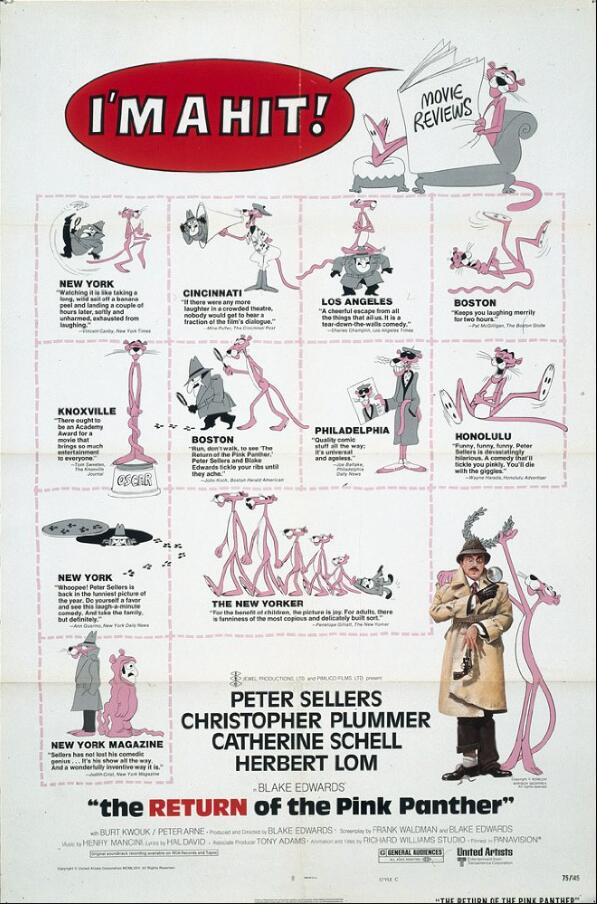 I'M A HIT!
MOVIE
REVIEWS
NEW YORK
"Watching it is like taking a
long, wild sail off a banana
peel and landing a couple of
hours later, softly and
unharmed, exhausted from
laughing."
—Vincent Canby, New York Times
CINCINNATI
"If there were any more
laughter in a crowded theatre,
nobody would get to hear a
fraction of the film's dialogue."
LOS ANGELES
"A cheerful escape from all
the things that ail us. It is a
tear-down-the-walls comedy."
—Charles Champlin, Los Angeles Times
BOSTON
"Keeps you laughing merrily
for two hours."
—Pat McGilligan, The Boston Globe
KNOXVILLE
"There ought to
be an Academy
Award for a
movie that
brings so much
entertainment
to everyone."
—Tom Sweeten,
The Knoxville
Journal
OSCAR
BOSTON
"Run, don't walk, to see 'The
Return of the Pink Panther.'
Peter Sellers and Blake
Edwards tickle your ribs until
they ache."
—John Koch, Boston Herald American
PHILADELPHIA
"Quality comic
stuff all the way;
it's universal
and ageless."
—Joe Baltake,
Philadelphia
Daily News
HONOLULU
"Funny, funny, funny. Peter
Sellers is devastatingly
hilarious. A comedy that'll
tickle you pinkly. You'll die
with the giggles."
—Wayne Harada, Honolulu Advertiser
NEW YORK
"Whoopee! Peter Sellers is
back in the funniest picture of
the year. Do yourself a favor
and see this laugh-a-minute
comedy. And take the family,
but definitely."
—Ann Guarino, New York Daily News
THE NEW YORKER
"For the benefit of children, the picture is joy. For adults, there
is funniness of the most copious and delicately built sort."
—Penelope Gilliatt, The New Yorker
NEW YORK MAGAZINE
"Sellers has not lost his comedic
genius . . . It's his show all the way.
And a wonderfully inventive way it is."
—Judith Crist, New York Magazine
JEWEL PRODUCTIONS, LTD. and PIMLICO FILMS, LTD. present
PETER SELLERS
CHRISTOPHER PLUMMER
CATHERINE SCHELL
HERBERT LOM
in BLAKE EDWARDS'
"the RETURN of the Pink Panther"
with BURT KWOUK / PETER ARNE · Produced and Directed by BLAKE EDWARDS · Screenplay by FRANK WALDMAN and BLAKE EDWARDS
Music by HENRY MANCINI, Lyrics by HAL DAVID · Associate Producer TONY ADAMS · Animation and titles by RICHARD WILLIAMS STUDIO · Filmed in PANAVISION®
Original soundtrack recording available on RCA Records and Tapes
G GENERAL AUDIENCES
United Artists
Entertainment from
Transamerica Corporation
STYLE C
75/145
"THE RETURN OF THE PINK PANTHER"